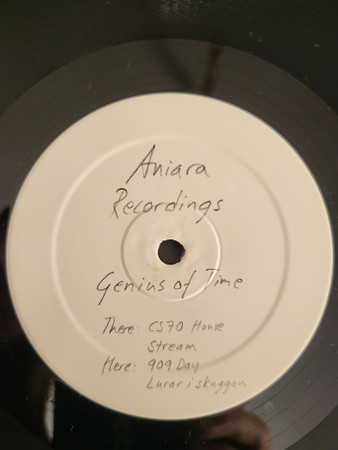 Aniara
Recordings
Genius of Time
There: CS70 House
Stream
Here: 909 Day
Lurar i skuggan